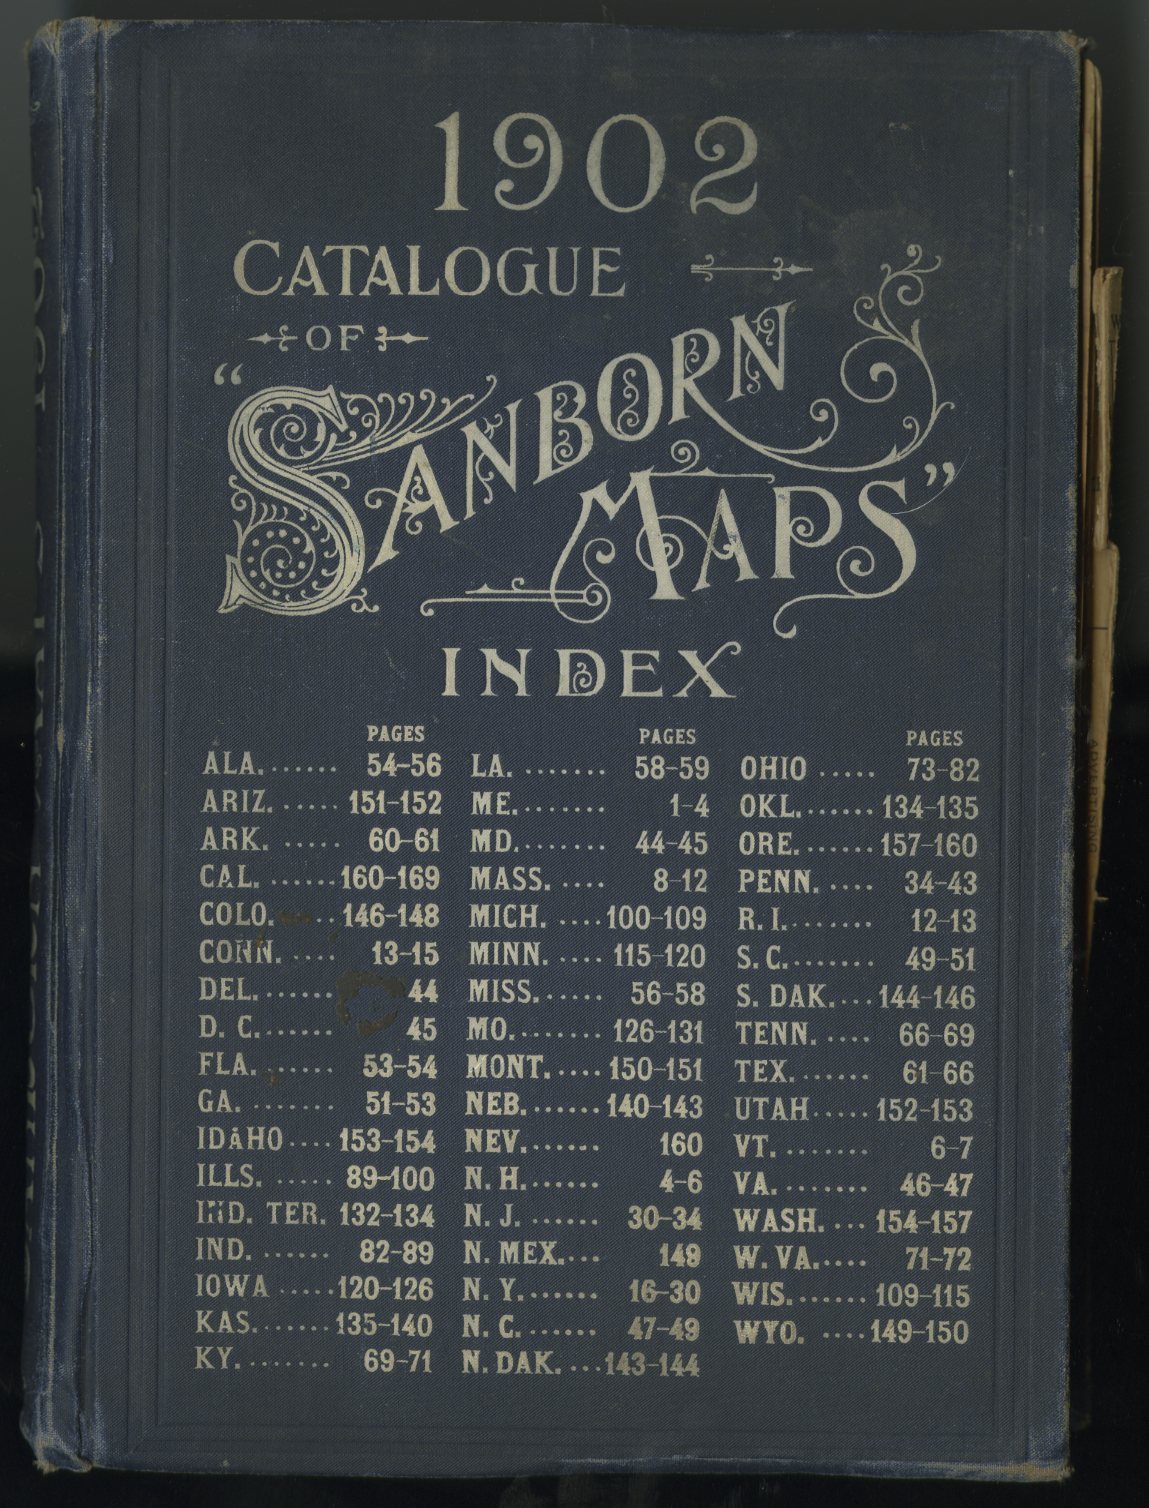 1902
CATALOGUE
OF
"SANBORN
MAPS"
INDEX
PAGES
ALA. ...... 54-56
ARIZ. ..... 151-152
ARK. ..... 60-61
CAL. ...... 160-169
COLO. .... 146-148
CONN. .... 13-15
DEL. ...... 44
D. C. ...... 45
FLA. ...... 53-54
GA. ....... 51-53
IDAHO .... 153-154
ILLS. ..... 89-100
IND. TER. 132-134
IND. ...... 82-89
IOWA ..... 120-126
KAS. ...... 135-140
KY. ....... 69-71
PAGES
LA. ....... 58-59
ME. ....... 1-4
MD. ....... 44-45
MASS. .... 8-12
MICH. .... 100-109
MINN. .... 115-120
MISS. ..... 56-58
MO. ....... 126-131
MONT. .... 150-151
NEB. ...... 140-143
NEV. ...... 160
N. H. ...... 4-6
N. J. ...... 30-34
N. MEX. ... 149
N. Y. ...... 16-30
N. C. ...... 47-49
N. DAK. ... 143-144
PAGES
OHIO ..... 73-82
OKL. ...... 134-135
ORE. ...... 157-160
PENN. .... 34-43
R. I. ....... 12-13
S. C. ....... 49-51
S. DAK. ... 144-146
TENN. .... 66-69
TEX. ...... 61-66
UTAH ..... 152-153
VT. ........ 6-7
VA. ....... 46-47
WASH. ... 154-157
W. VA. .... 71-72
WIS. ...... 109-115
WYO. .... 149-150